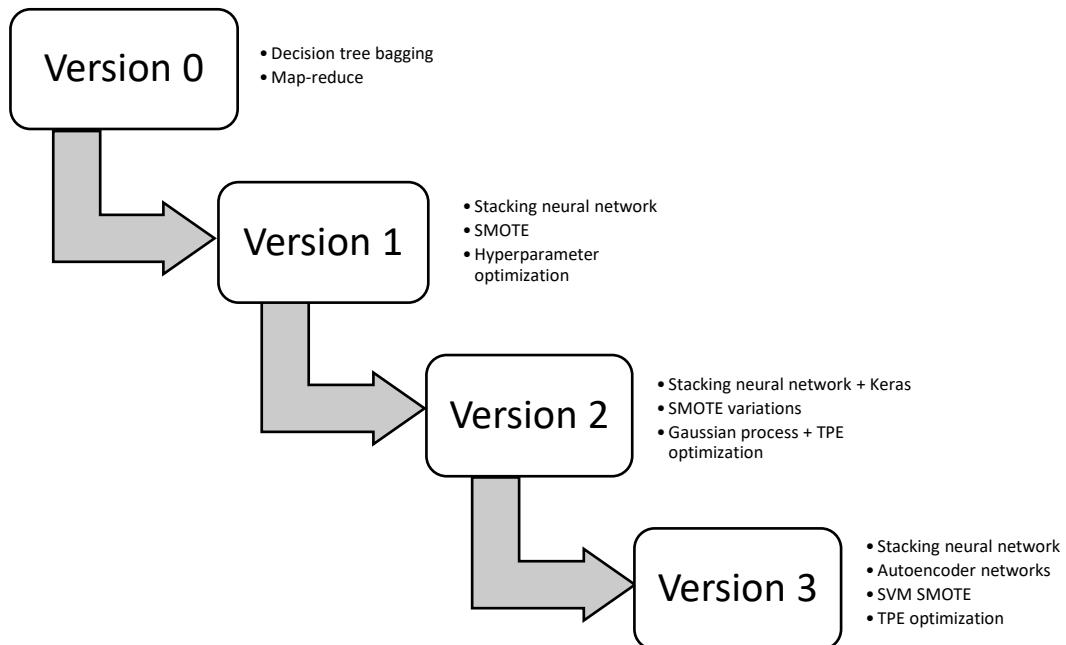 Version 0
• Decision tree bagging
• Map-reduce
Version 1
• Stacking neural network
• SMOTE
• Hyperparameter
optimization
Version 2
• Stacking neural network + Keras
• SMOTE variations
• Gaussian process + TPE
optimization
Version 3
• Stacking neural network
• Autoencoder networks
• SVM SMOTE
• TPE optimization